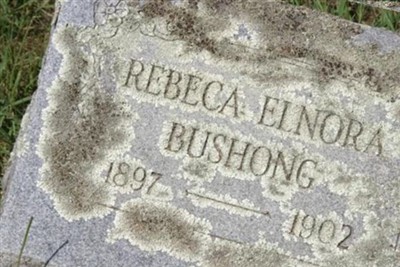 REBECA ELNORA
BUSHONG
1897 — 1902